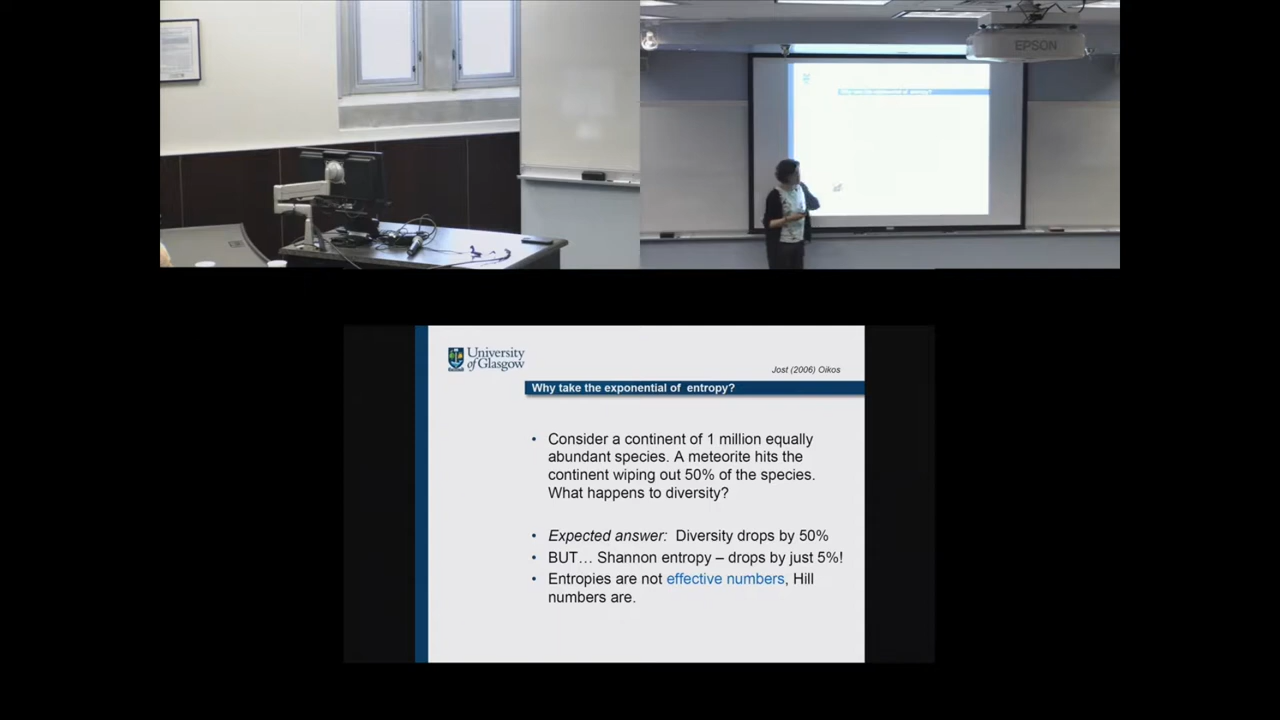 EPSON
University
of Glasgow
Jost (2006) Oikos
Why take the exponential of entropy?
• Consider a continent of 1 million equally
abundant species. A meteorite hits the
continent wiping out 50% of the species.
What happens to diversity?
• Expected answer: Diversity drops by 50%
• BUT… Shannon entropy – drops by just 5%!
• Entropies are not effective numbers, Hill
numbers are.